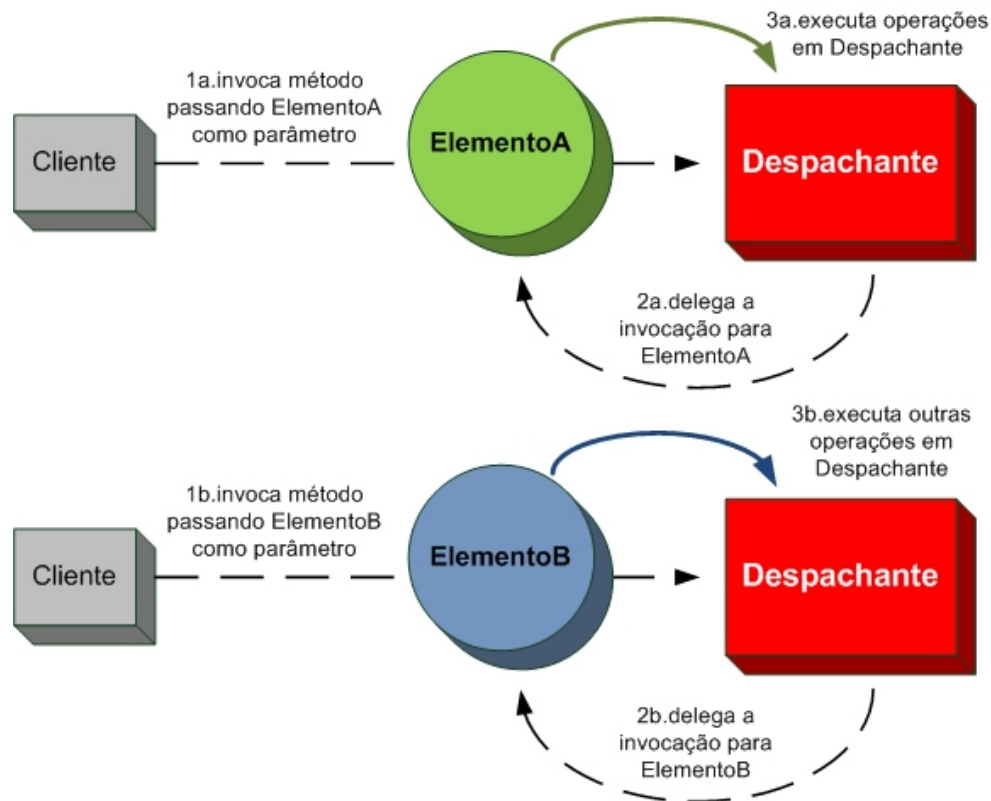 3a.executa operações
em Despachante
1a.invoca método
passando ElementoA
como parâmetro
Cliente
ElementoA
Despachante
2a.delega a
invocação para
ElementoA
3b.executa outras
operações em
Despachante
1b.invoca método
passando ElementoB
como parâmetro
Cliente
ElementoB
Despachante
2b.delega a
invocação para
ElementoB